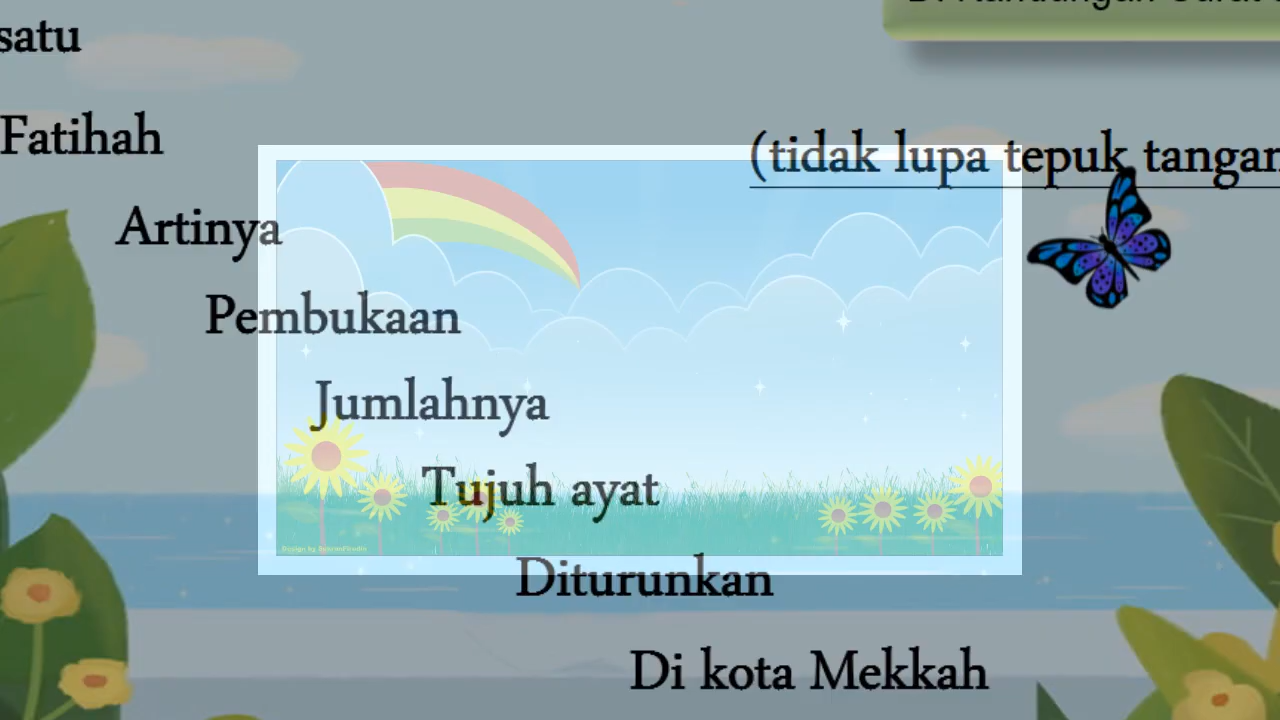 satu
Fatihah
(tidak lupa tepuk tangan
Artinya
Pembukaan
Jumlahnya
Tujuh ayat
Diturunkan
Di kota Mekkah